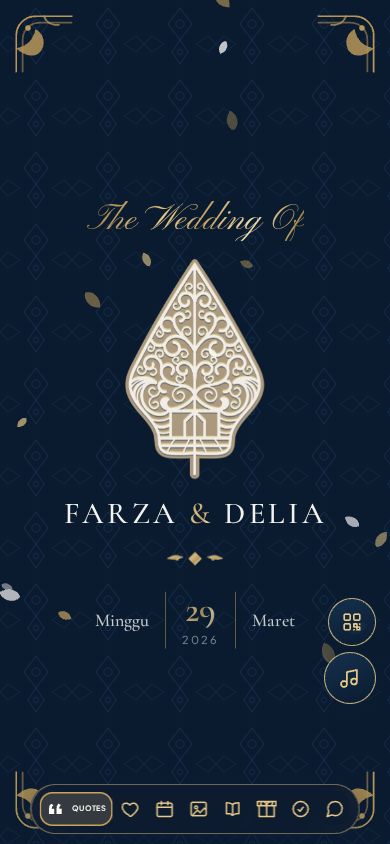 The Wedding Of
FARZA & DELIA
Minggu
29
2026
Maret
QUOTES